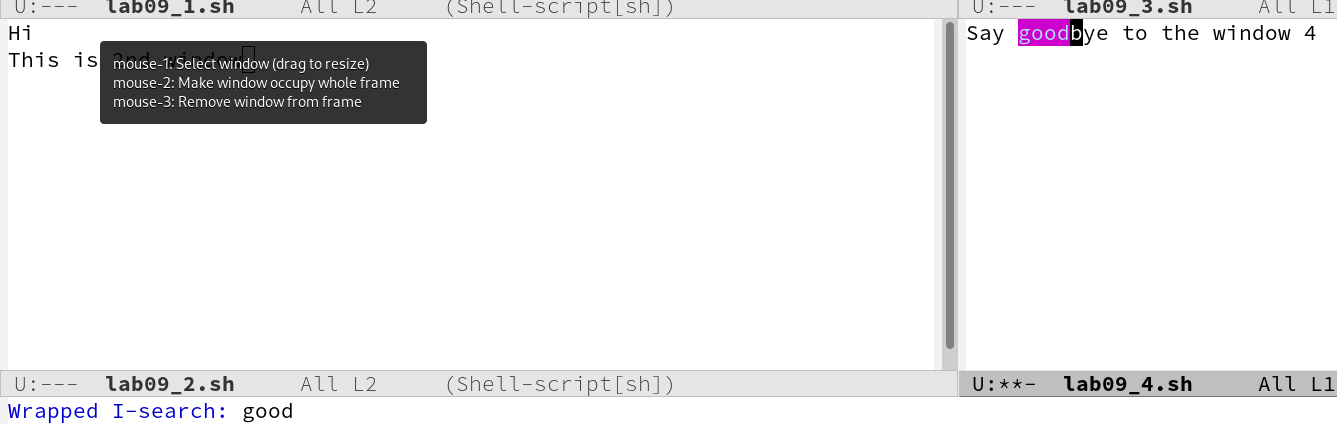 U:--- lab09_1.sh All L2 (Shell-script[sh])
U:--- lab09_3.sh All L1
Hi
This is 2nd window
mouse-1: Select window (drag to resize)
mouse-2: Make window occupy whole frame
mouse-3: Remove window from frame
Say goodbye to the window 4
U:--- lab09_2.sh All L2 (Shell-script[sh])
U:**- lab09_4.sh All L1
Wrapped I-search: good